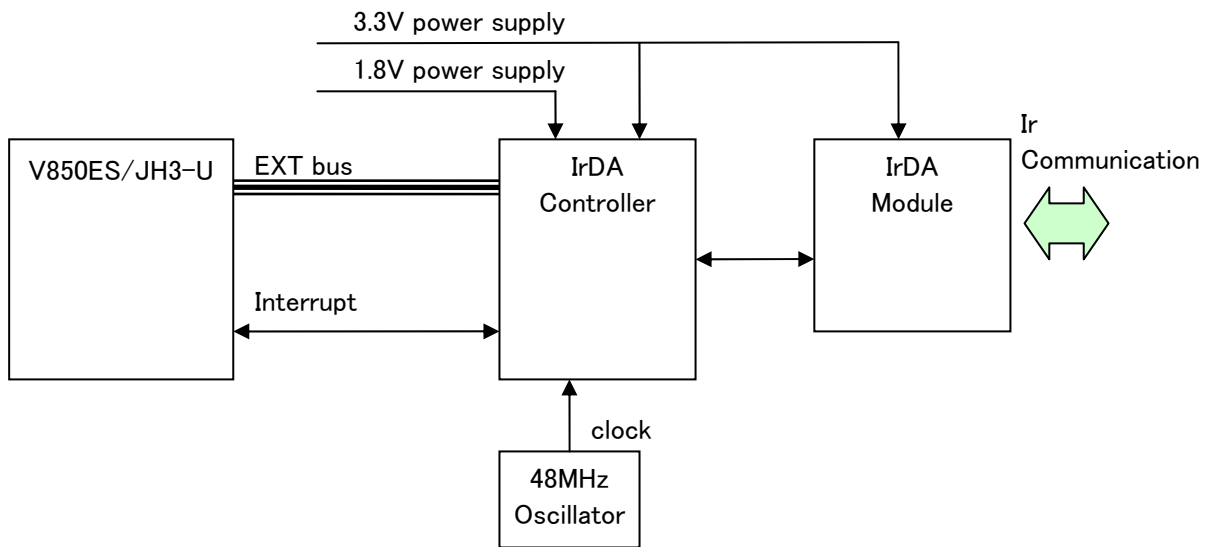 3.3V power supply
1.8V power supply
V850ES/JH3-U
EXT bus
IrDA
Controller
IrDA
Module
Ir
Communication
Interrupt
clock
48MHz
Oscillator